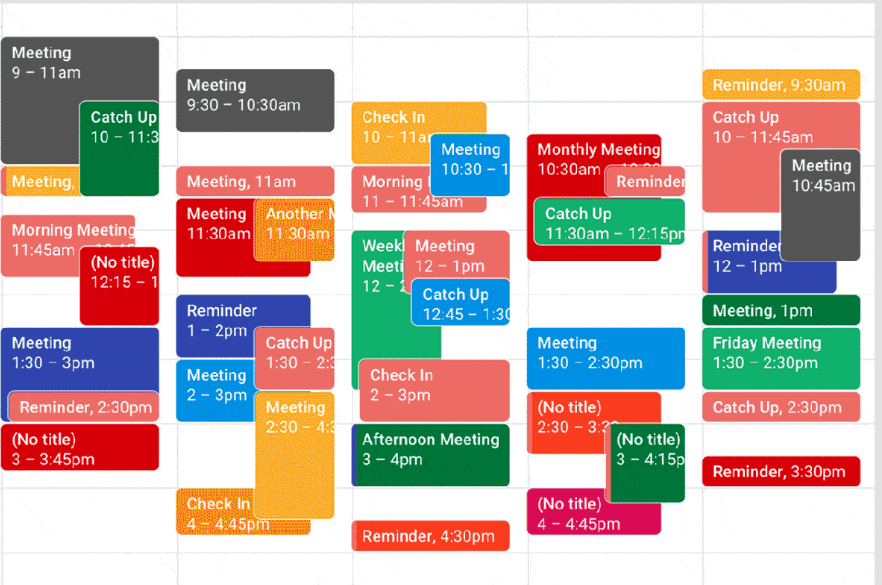 Meeting
9 – 11am
Catch Up
10 – 11:3
Meeting,
Morning Meeting
11:45am
(No title)
12:15 – 1
Meeting
1:30 – 3pm
Reminder, 2:30pm
(No title)
3 – 3:45pm
Meeting
9:30 – 10:30am
Meeting, 11am
Meeting
11:30am
Another M
11:30am
Reminder
1 – 2pm
Catch Up
1:30 – 2:3
Meeting
2 – 3pm
Meeting
2:30 – 4:3
Check In
4 – 4:45pm
Check In
10 – 11am
Meeting
10:30 – 1
Morning
11 – 11:45am
Week
Meeti
12 – 2
Meeting
12 – 1pm
Catch Up
12:45 – 1:30
Check In
2 – 3pm
Afternoon Meeting
3 – 4pm
Reminder, 4:30pm
Monthly Meeting
10:30am
Reminder
Catch Up
11:30am – 12:15pm
Meeting
1:30 – 2:30pm
(No title)
2:30 – 3:3
(No title)
3 – 4:15p
(No title)
4 – 4:45pm
Reminder, 9:30am
Catch Up
10 – 11:45am
Meeting
10:45am
Reminder
12 – 1pm
Meeting, 1pm
Friday Meeting
1:30 – 2:30pm
Catch Up, 2:30pm
Reminder, 3:30pm